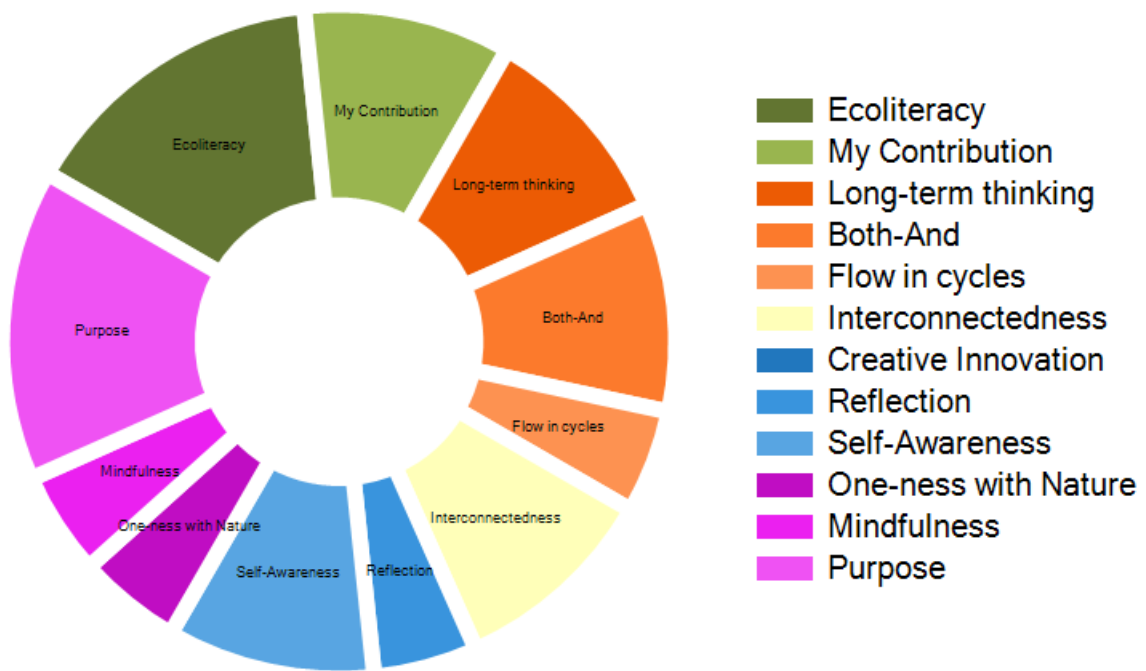 My Contribution
Ecoliteracy
Long-term thinking
Both-And
Purpose
Flow in cycles
Mindfulness
Interconnectedness
One-ness with Nature
Self-Awareness
Reflection
Ecoliteracy
My Contribution
Long-term thinking
Both-And
Flow in cycles
Interconnectedness
Creative Innovation
Reflection
Self-Awareness
One-ness with Nature
Mindfulness
Purpose